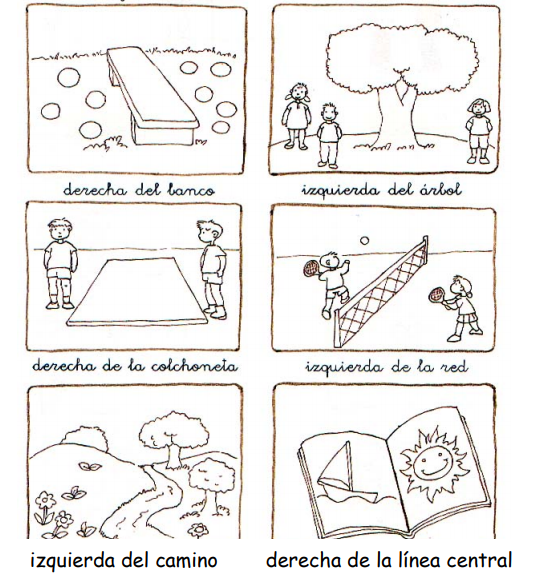 derecha del banco
izquierda del árbol
derecha de la colchoneta
izquierda de la red
izquierda del camino
derecha de la línea central